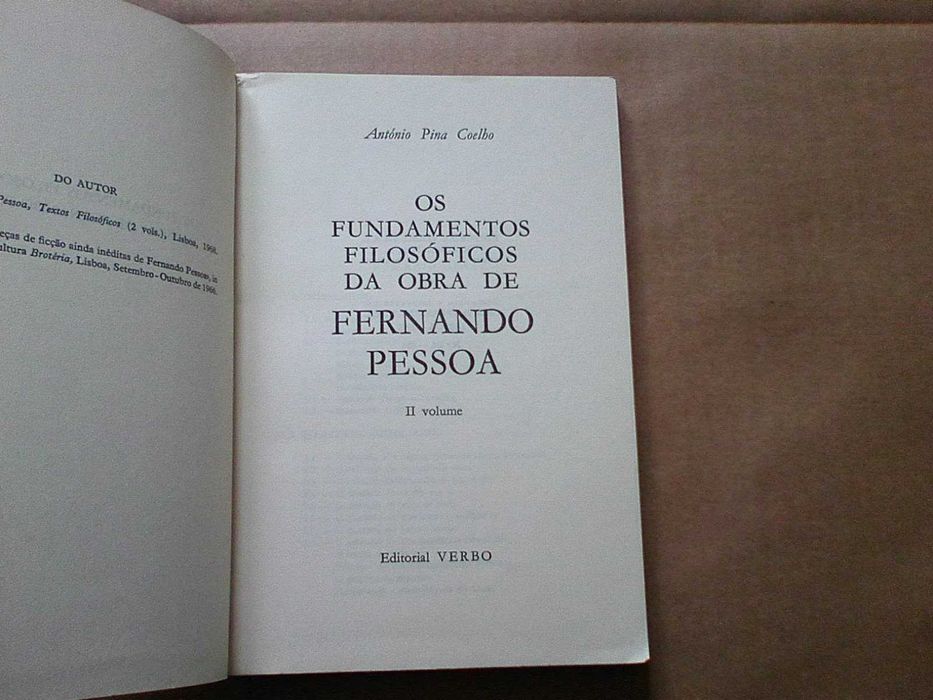 DO AUTOR
Pessoa, Textos Filosóficos (2 vols.), Lisboa, 1968.
eças de ficção ainda inéditas de Fernando Pessoa», in
ultura Brotéria, Lisboa, Setembro-Outubro de 1966.
António Pina Coelho
OS
FUNDAMENTOS
FILOSÓFICOS
DA OBRA DE
FERNANDO
PESSOA
II volume
Editorial VERBO